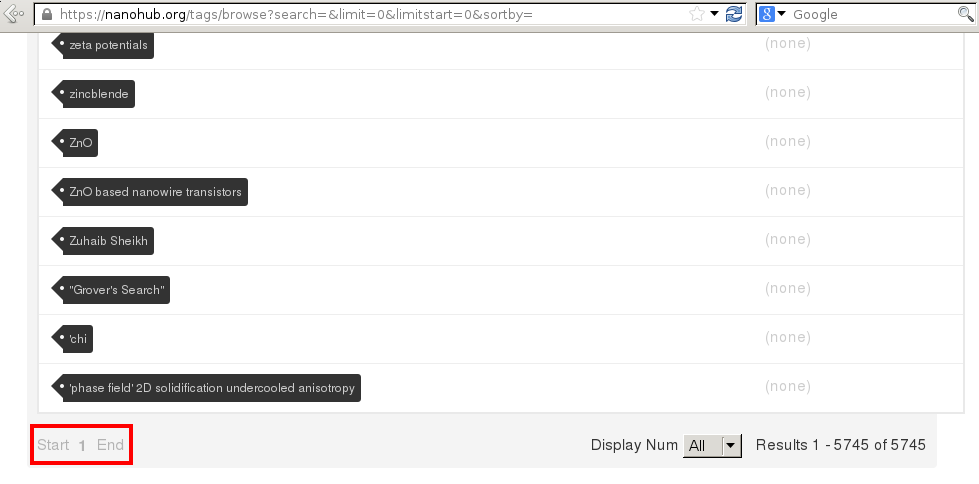 https://nanohub.org/tags/browse?search=&limit=0&limitstart=0&sortby=
Google
zeta potentials (none)
zincblende (none)
ZnO (none)
ZnO based nanowire transistors (none)
Zuhaib Sheikh (none)
"Grover's Search" (none)
'chi (none)
'phase field' 2D solidification undercooled anisotropy (none)
Start 1 End Display Num All Results 1 - 5745 of 5745